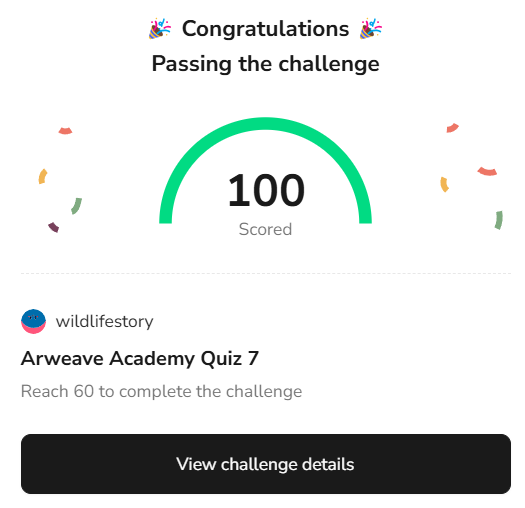 🎉 Congratulations 🎉
Passing the challenge
100
Scored
wildlifestory
Arweave Academy Quiz 7
Reach 60 to complete the challenge
View challenge details